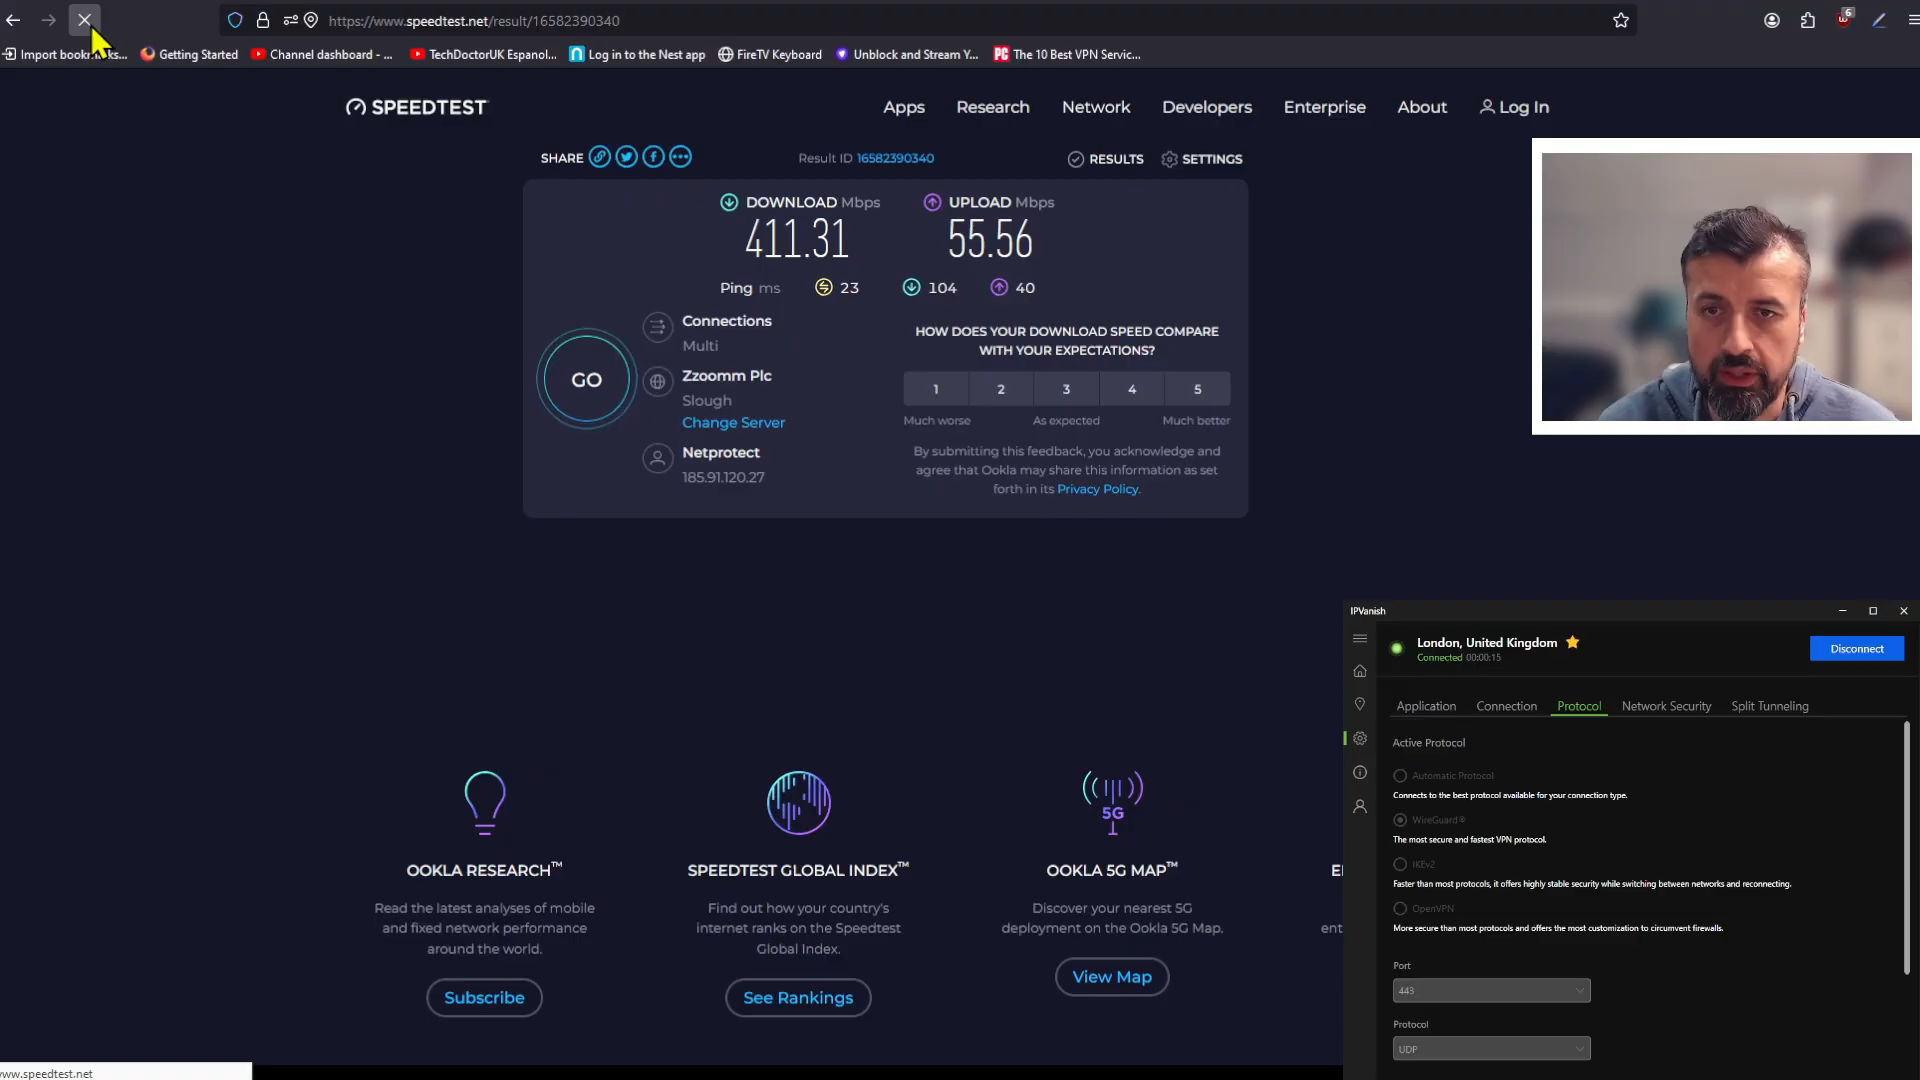 https://www.speedtest.net/result/16582390340
6
Import bookmarks...
Getting Started
Channel dashboard - ...
TechDoctorUK Espanol...
Log in to the Nest app
FireTV Keyboard
Unblock and Stream Y...
PC
The 10 Best VPN Servic...
SPEEDTEST
Apps
Research
Network
Developers
Enterprise
About
Log In
SHARE
Result ID 16582390340
RESULTS
SETTINGS
DOWNLOAD Mbps
411.31
UPLOAD Mbps
55.56
Ping ms
23
104
40
GO
Connections
Multi
Zzoomm Plc
Slough
Change Server
Netprotect
185.91.120.27
HOW DOES YOUR DOWNLOAD SPEED COMPARE
WITH YOUR EXPECTATIONS?
1 2 3 4 5
Much worse
As expected
Much better
By submitting this feedback, you acknowledge and
agree that Ookla may share this information as set
forth in its Privacy Policy.
5G
OOKLA RESEARCH™
Read the latest analyses of mobile
and fixed network performance
around the world.
Subscribe
SPEEDTEST GLOBAL INDEX™
Find out how your country's
internet ranks on the Speedtest
Global Index.
See Rankings
OOKLA 5G MAP™
Discover your nearest 5G
deployment on the Ookla 5G Map.
View Map
IPVanish
London, United Kingdom
Connected 00:00:15
Disconnect
Application
Connection
Protocol
Network Security
Split Tunneling
Active Protocol
Automatic Protocol
Connects to the best protocol available for your connection type.
WireGuard®
The most secure and fastest VPN protocol.
IKEv2
Faster than most protocols, it offers highly stable security while switching between networks and reconnecting.
OpenVPN
More secure than most protocols and offers the most customization to circumvent firewalls.
Port
443
Protocol
UDP
www.speedtest.net